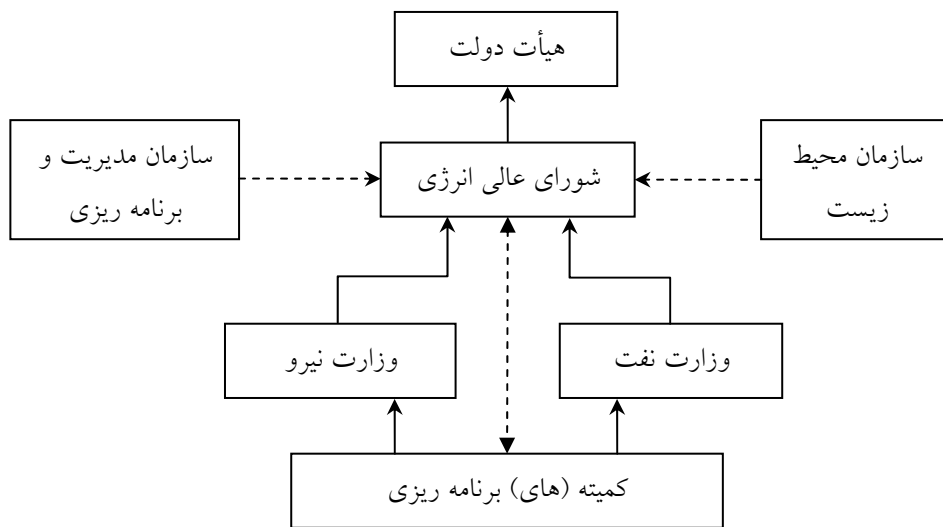 هیأت دولت
سازمان محیط
زیست
شورای عالی انرژی
سازمان مدیریت و
برنامه ریزی
وزارت نفت
وزارت نیرو
کمیته (های) برنامه ریزی